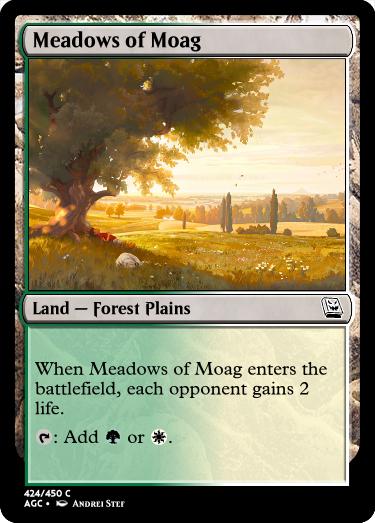 Meadows of Moag
Land — Forest Plains
When Meadows of Moag enters the
battlefield, each opponent gains 2
life.
: Add or .
424/450 C
AGC • Andrei Stef